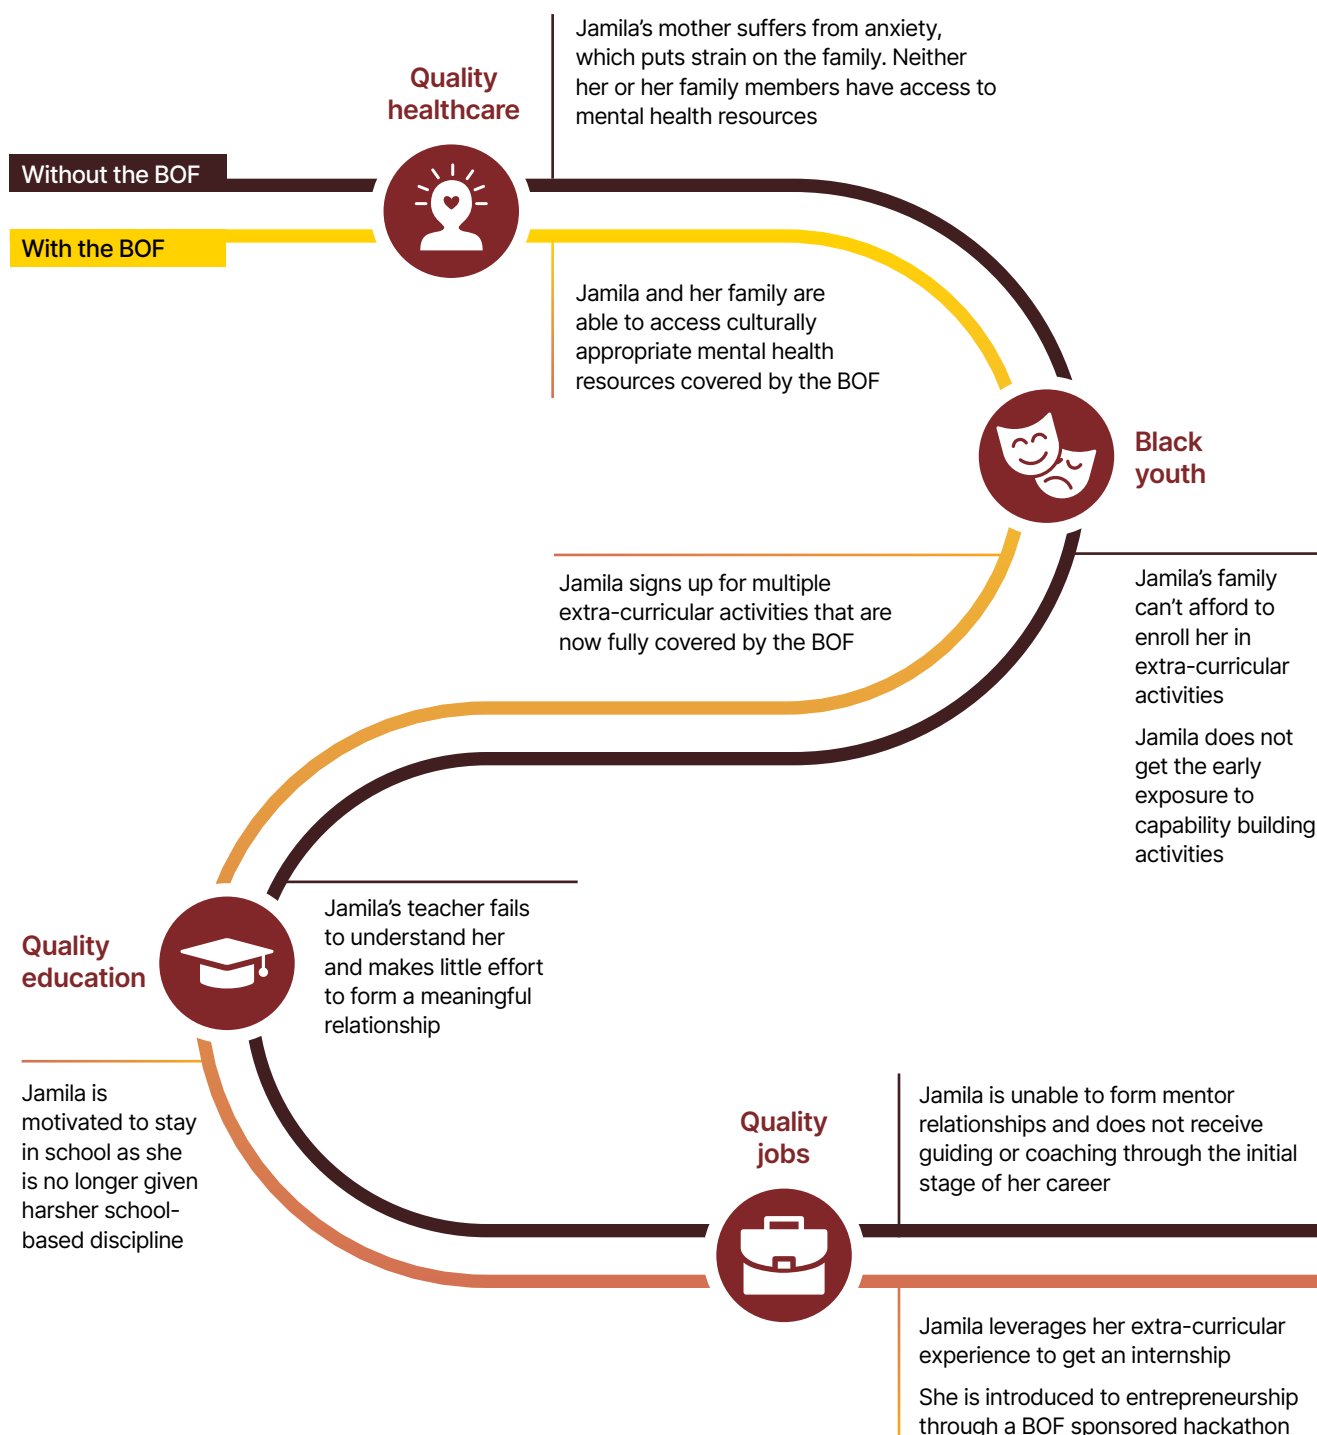 Jamila’s mother suffers from anxiety,
which puts strain on the family. Neither
her or her family members have access to
mental health resources
Quality
healthcare
Without the BOF
With the BOF
Jamila and her family are
able to access culturally
appropriate mental health
resources covered by the BOF
Black
youth
Jamila signs up for multiple
extra-curricular activities that are
now fully covered by the BOF
Jamila’s family
can’t afford to
enroll her in
extra-curricular
activities
Jamila does not
get the early
exposure to
capability building
activities
Quality
education
Jamila’s teacher fails
to understand her
and makes little effort
to form a meaningful
relationship
Jamila is
motivated to stay
in school as she
is no longer given
harsher school-
based discipline
Quality
jobs
Jamila is unable to form mentor
relationships and does not receive
guiding or coaching through the initial
stage of her career
Jamila leverages her extra-curricular
experience to get an internship
She is introduced to entrepreneurship
through a BOF sponsored hackathon